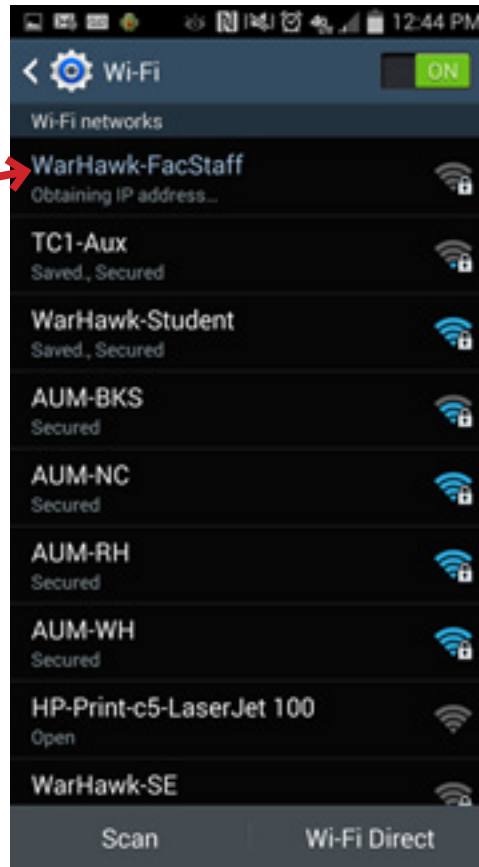 12:44 PM
Wi-Fi
ON
Wi-Fi networks
WarHawk-FacStaff
Obtaining IP address...
TC1-Aux
Saved., Secured
WarHawk-Student
Saved., Secured
AUM-BKS
Secured
AUM-NC
Secured
AUM-RH
Secured
AUM-WH
Secured
HP-Print-c5-LaserJet 100
Open
WarHawk-SE
Scan
Wi-Fi Direct